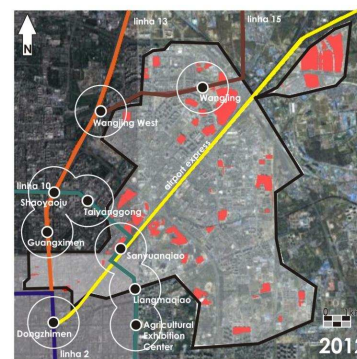 linha 13
linha 15
N
Wangjing
Wangjing West
airport express
linha 10
Shaoyaoju
Taiyanggong
Guangximen
Sanyuanqiao
Liangmaqiao
Agricultural
Exhibition
Center
Dongzhimen
linha 2